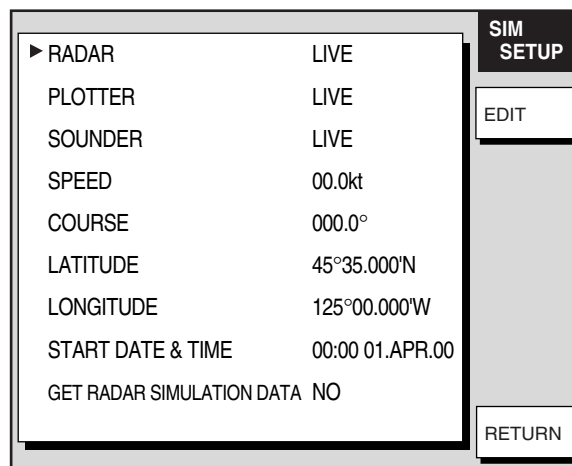 SIM
SETUP
▶ RADAR LIVE
PLOTTER LIVE
SOUNDER LIVE
SPEED 00.0kt
COURSE 000.0°
LATITUDE 45°35.000'N
LONGITUDE 125°00.000'W
START DATE & TIME 00:00 01.APR.00
GET RADAR SIMULATION DATA NO
EDIT
RETURN